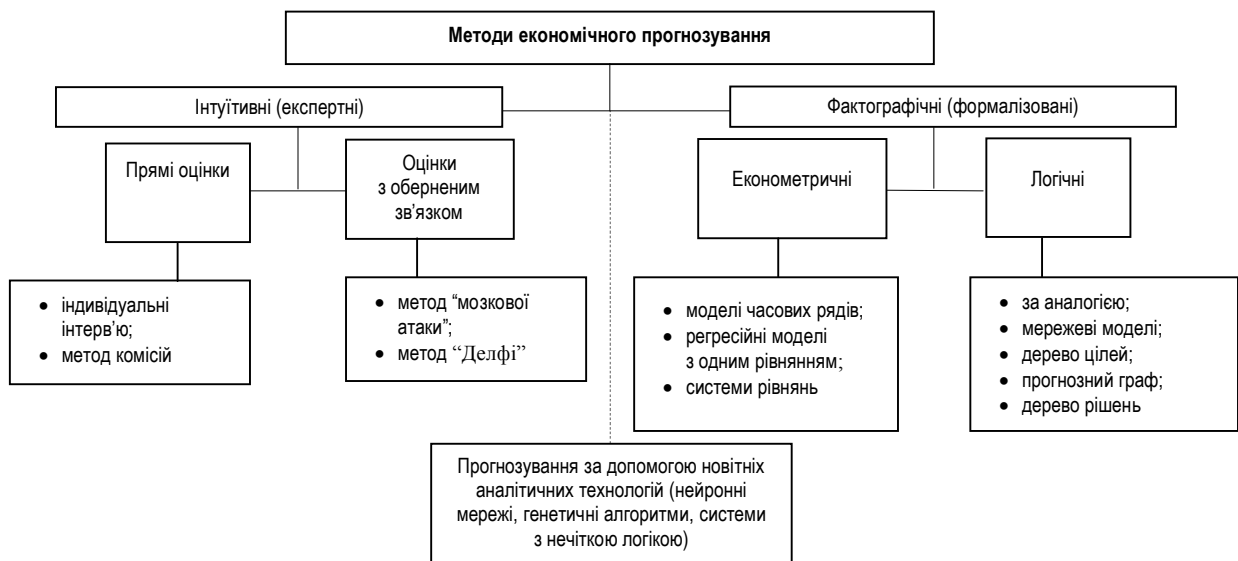 Методи економічного прогнозування
Інтуїтивні (експертні)
Фактографічні (формалізовані)
Прямі оцінки
Оцінки
з оберненим
зв’язком
Економетричні
Логічні
• індивідуальні
інтерв’ю;
• метод комісій
• метод “мозкової
атаки”;
• метод “Делфі”
• моделі часових рядів;
• регресійні моделі
з одним рівнянням;
• системи рівнянь
• за аналогією;
• мережеві моделі;
• дерево цілей;
• прогнозний граф;
• дерево рішень
Прогнозування за допомогою новітніх
аналітичних технологій (нейронні
мережі, генетичні алгоритми, системи
з нечіткою логікою)